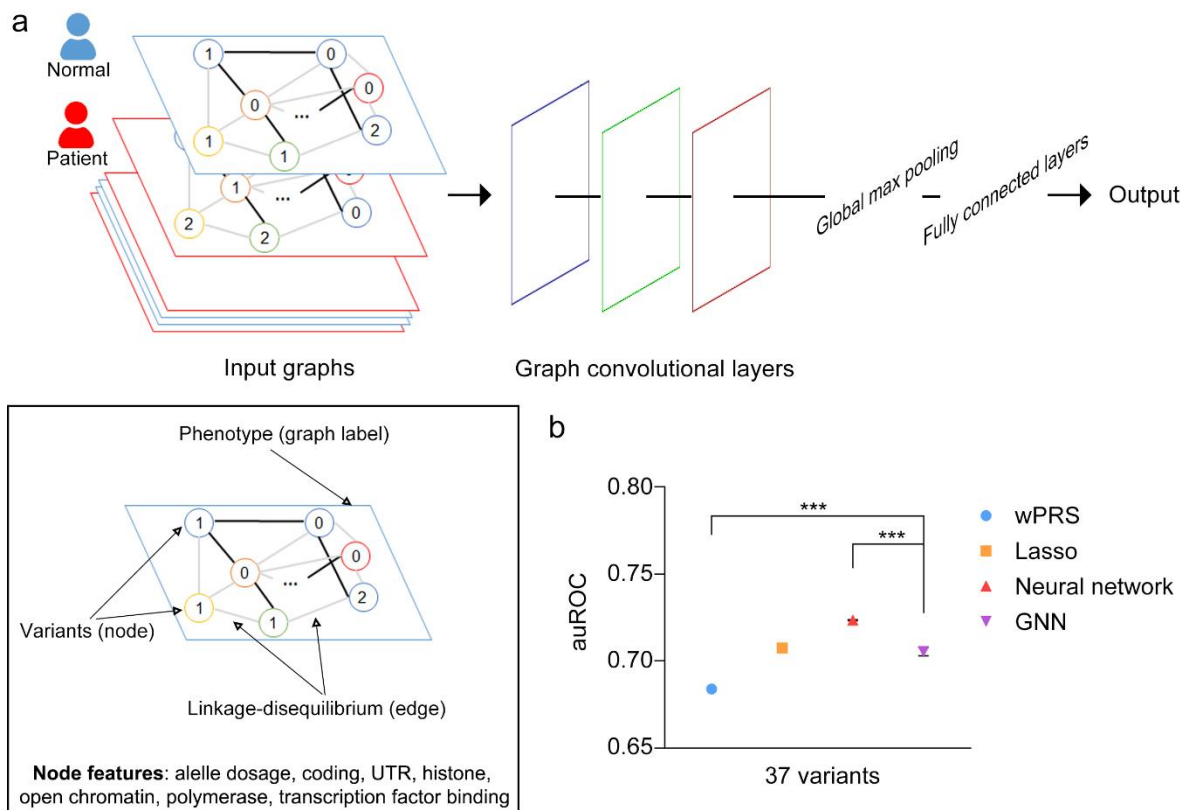 a
Normal
Patient
1
0
0
0
...
2
1
1
1
...
0
2
2
Global max pooling
Fully connected layers
Output
Input graphs
Graph convolutional layers
Phenotype (graph label)
1
0
0
0
...
2
1
1
Variants (node)
Linkage-disequilibrium (edge)
Node features: alelle dosage, coding, UTR, histone,
open chromatin, polymerase, transcription factor binding
b
0.80
0.75
0.70
0.65
auROC
***
***
37 variants
wPRS
Lasso
Neural network
GNN